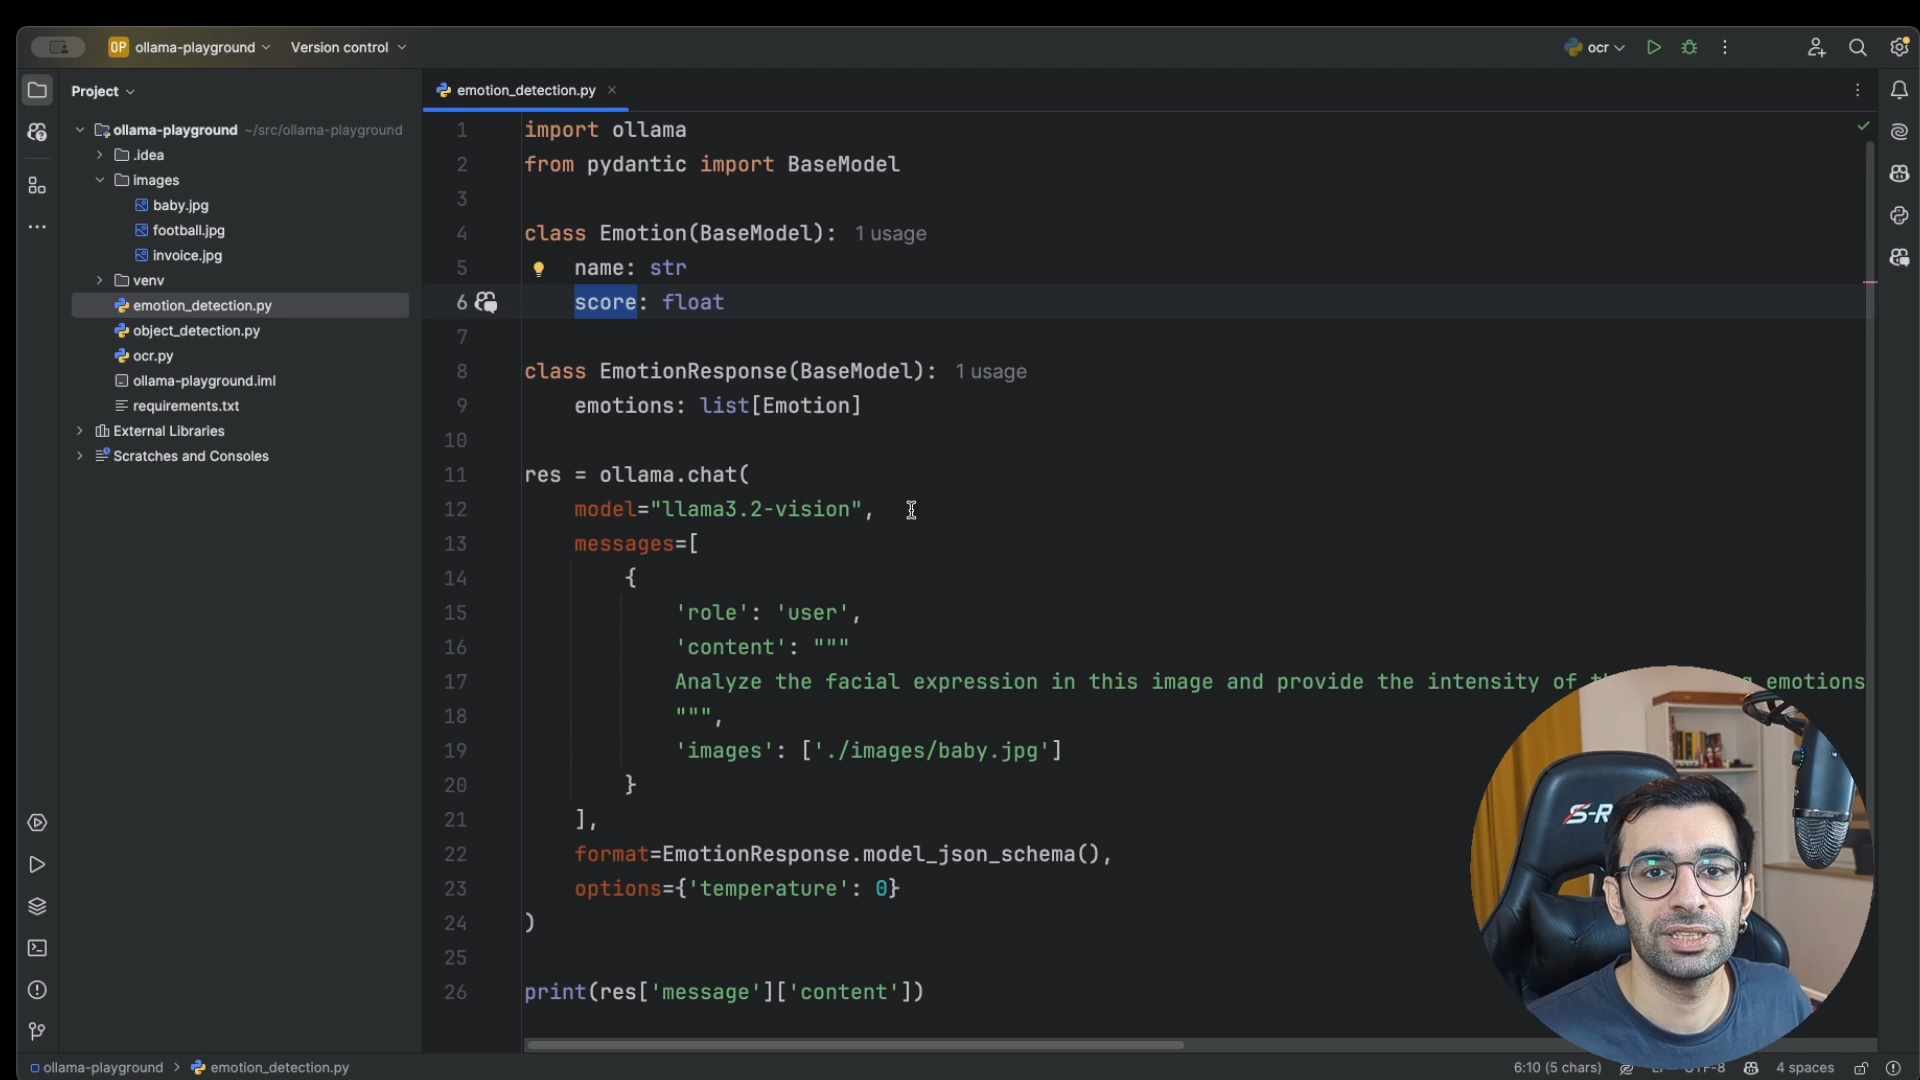 OP ollama-playground
Version control
ocr
Project
emotion_detection.py
ollama-playground ~/src/ollama-playground
.idea
images
baby.jpg
football.jpg
invoice.jpg
venv
emotion_detection.py
object_detection.py
ocr.py
ollama-playground.iml
requirements.txt
External Libraries
Scratches and Consoles
1 import ollama
2 from pydantic import BaseModel
3
4 class Emotion(BaseModel): 1 usage
5 name: str
6 score: float
7
8 class EmotionResponse(BaseModel): 1 usage
9 emotions: list[Emotion]
10
11 res = ollama.chat(
12 model="llama3.2-vision",
13 messages=[
14 {
15 'role': 'user',
16 'content': """
17 Analyze the facial expression in this image and provide the intensity of emotions
18 """,
19 'images': ['./images/baby.jpg']
20 }
21 ],
22 format=EmotionResponse.model_json_schema(),
23 options={'temperature': 0}
24 )
25
26 print(res['message']['content'])
S-R
ollama-playground > emotion_detection.py
6:10 (5 chars)
UTF-8
4 spaces